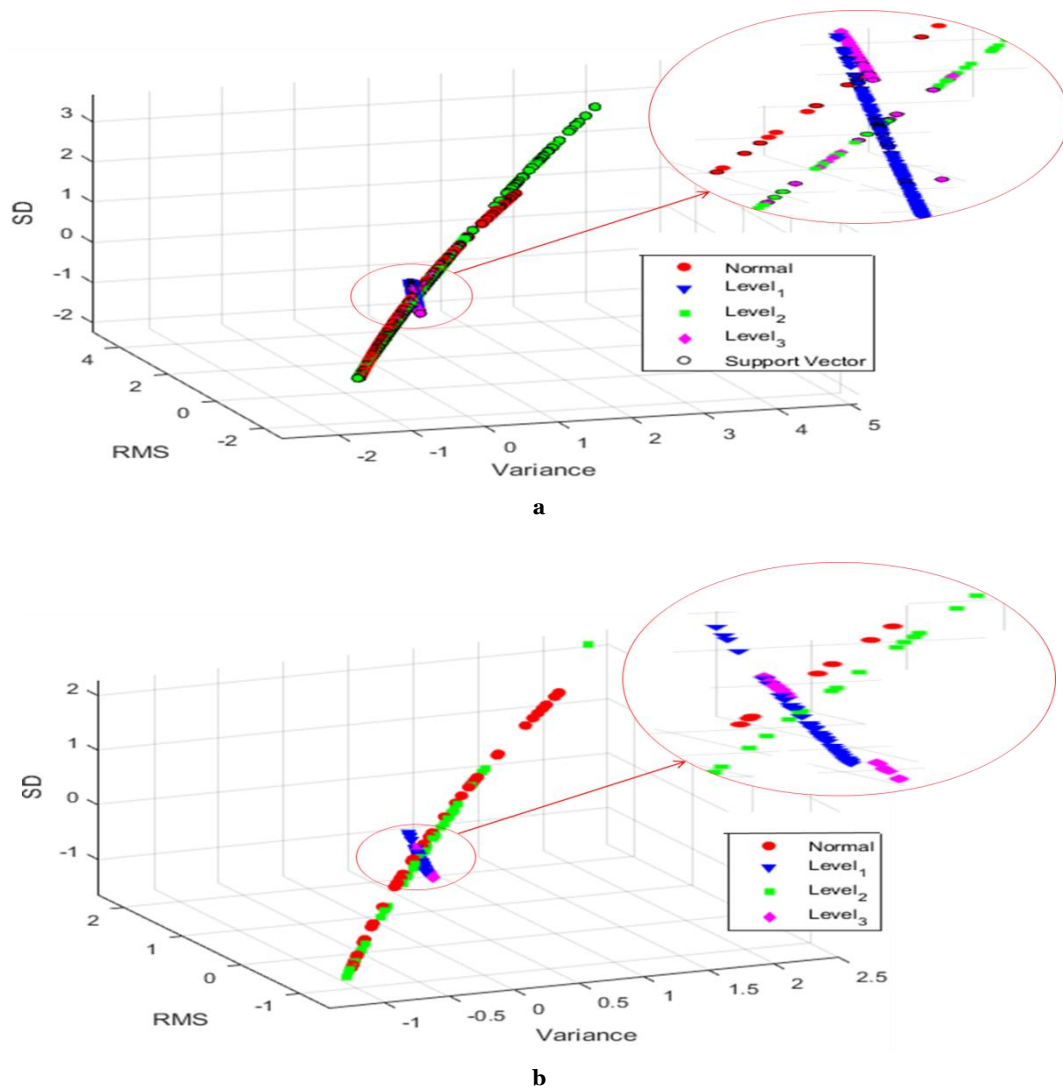 3
2
1
0
-1
-2
SD
4
2
0
-2
RMS
-2
-1
0
1
2
3
4
5
Variance
Normal
Level1
Level2
Level3
Support Vector
a
2
1
0
-1
SD
2
1
0
-1
RMS
-1
-0.5
0
0.5
1
1.5
2
2.5
Variance
Normal
Level1
Level2
Level3
b